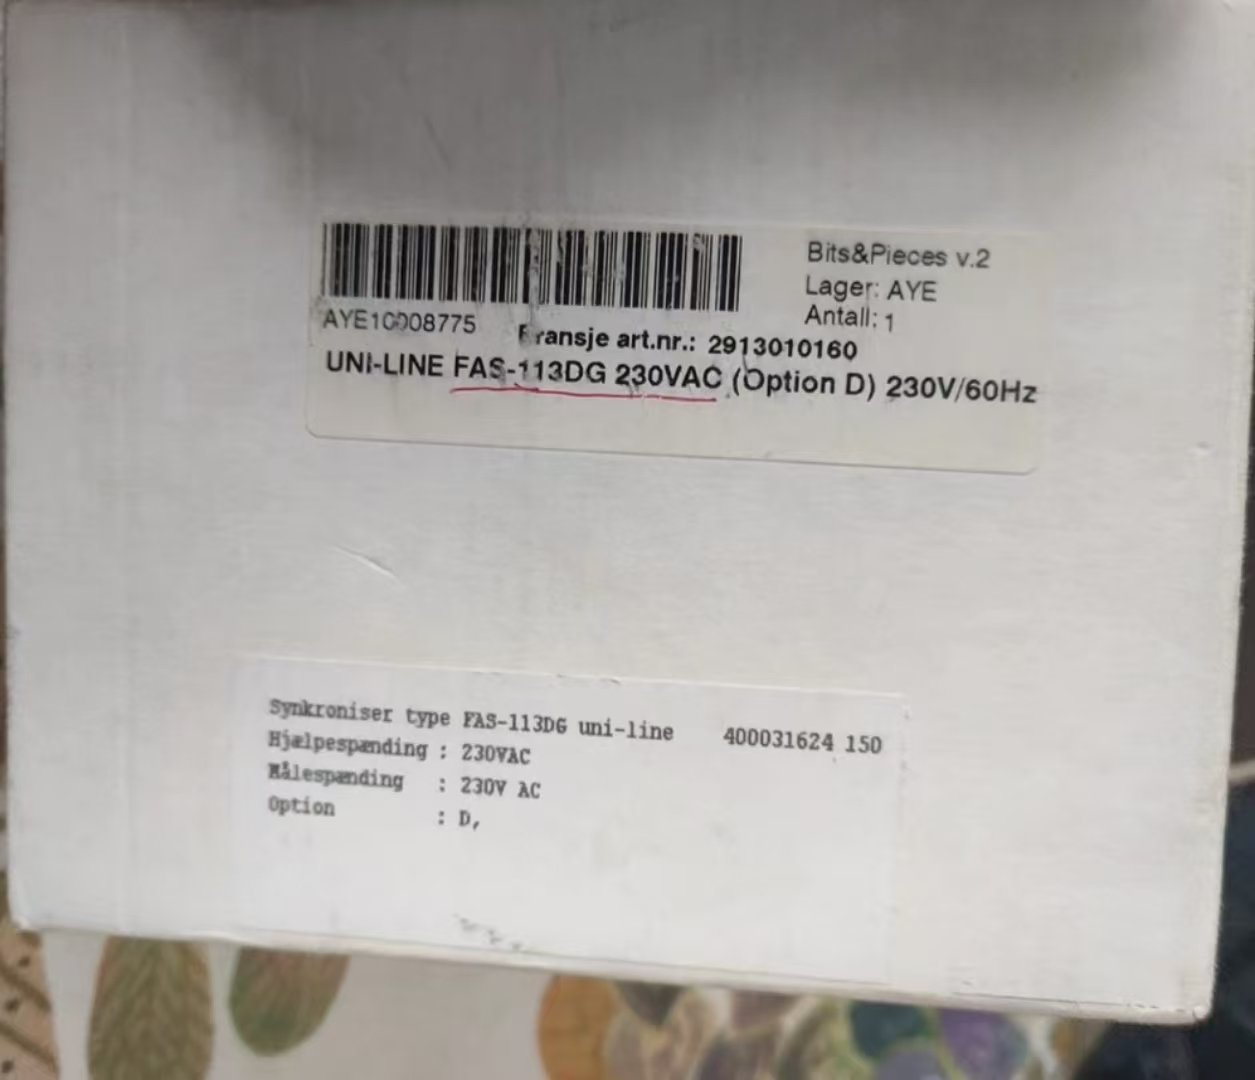 Bits&Pieces v.2
Lager: AYE
Antall: 1
AYE10008775
Bransje art.nr.: 2913010160
UNI-LINE FAS-113DG 230VAC (Option D) 230V/60Hz
Synkroniser type FAS-113DG uni-line 400031624 150
Hjælpespænding : 230VAC
Målespænding : 230V AC
Option : D,